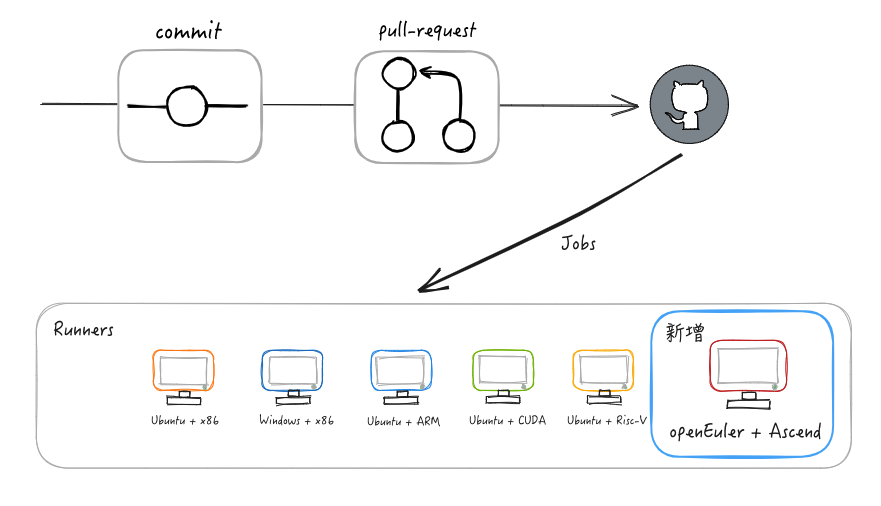 commit
pull-request
Jobs
Runners
新增
Ubuntu + x86
Windows + x86
Ubuntu + ARM
Ubuntu + CUDA
Ubuntu + Risc-V
openEuler + Ascend